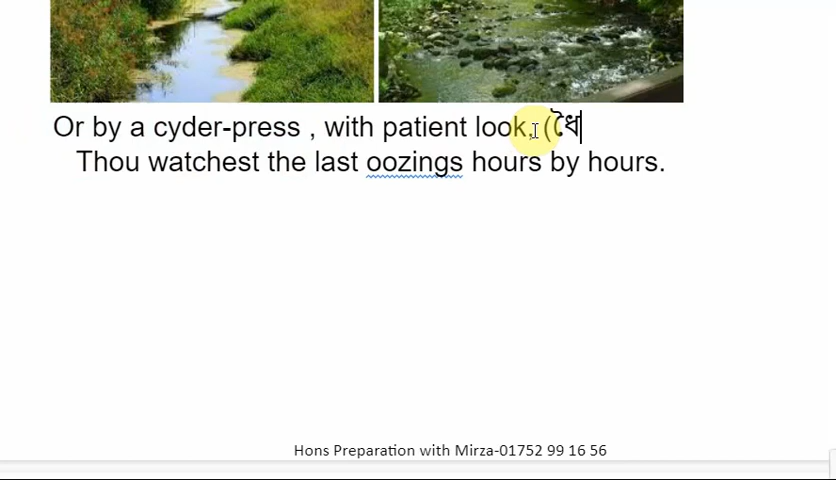 Or by a cyder-press , with patient look, (ধৈ
Thou watchest the last oozings hours by hours.
Hons Preparation with Mirza-01752 99 16 56